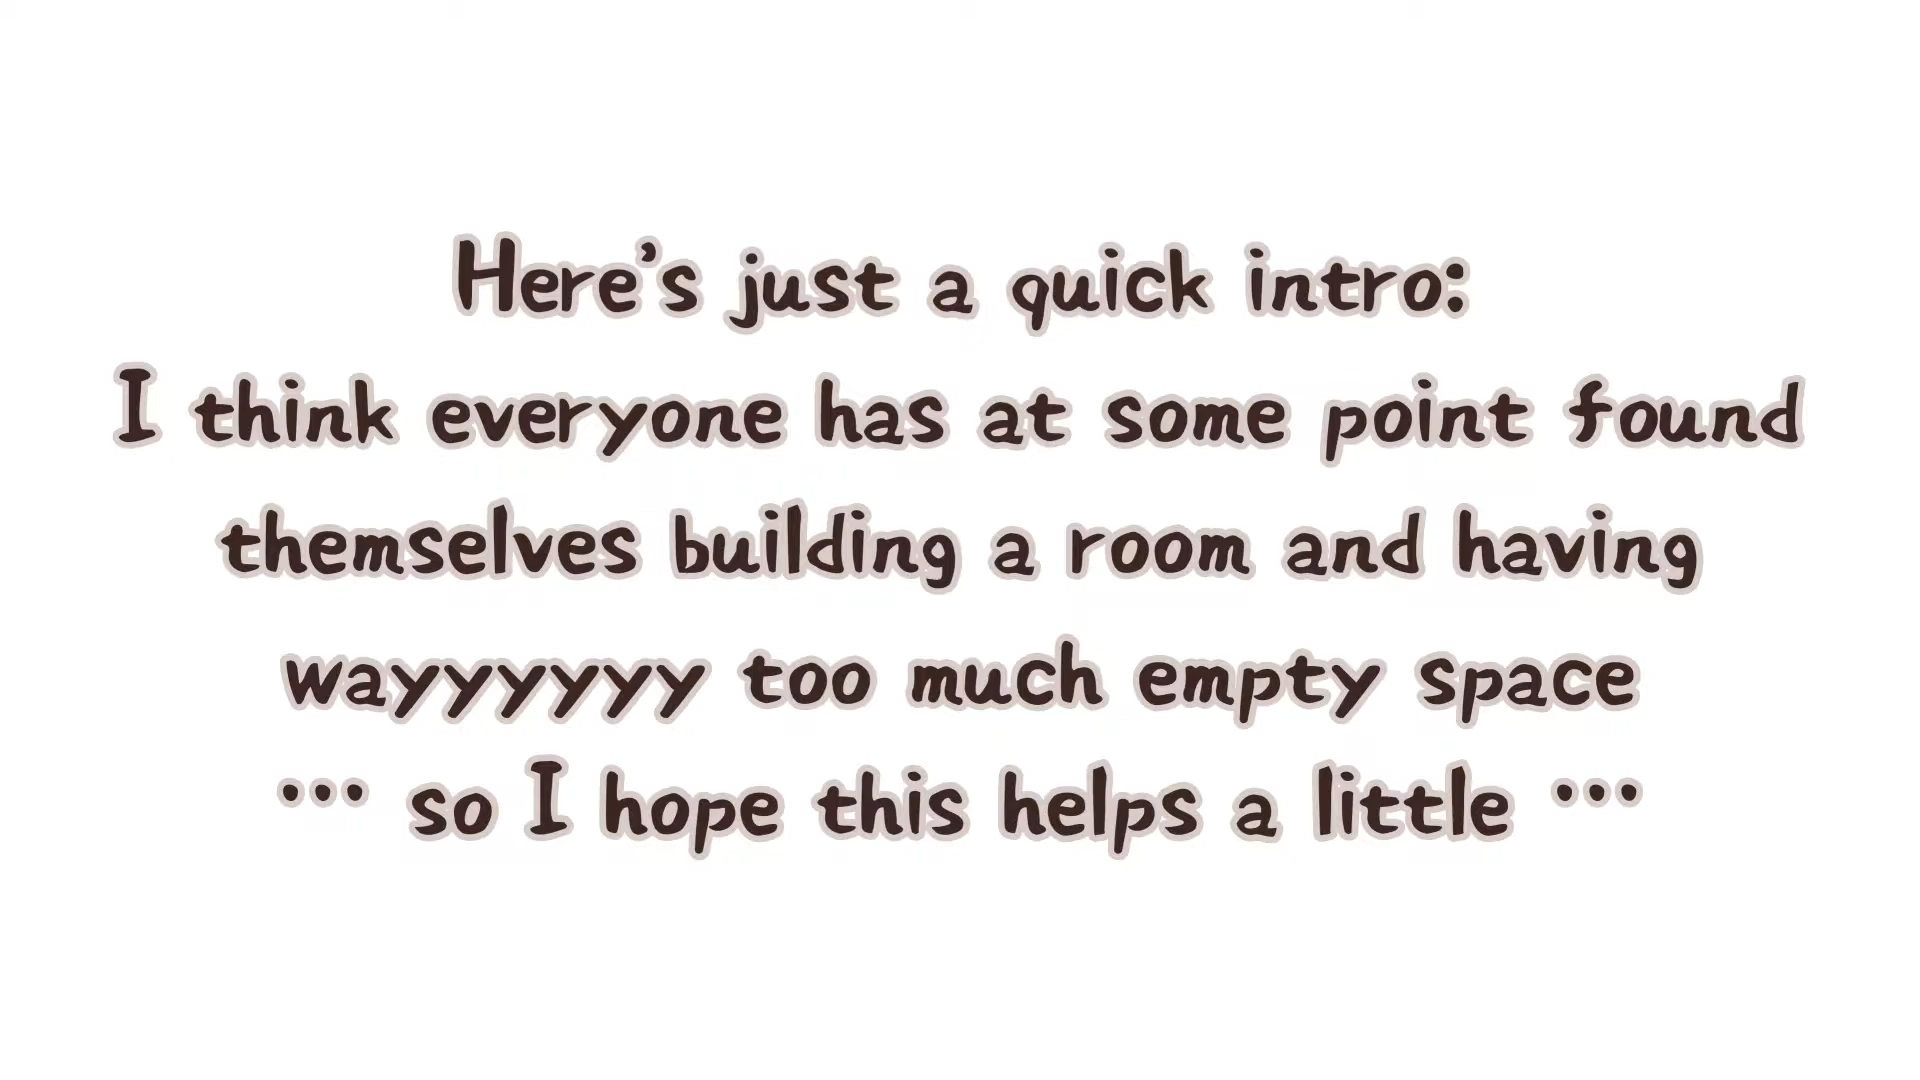 Here's just a quick intro:
I think everyone has at some point found
themselves building a room and having
wayyyyyy too much empty space
… so I hope this helps a little …